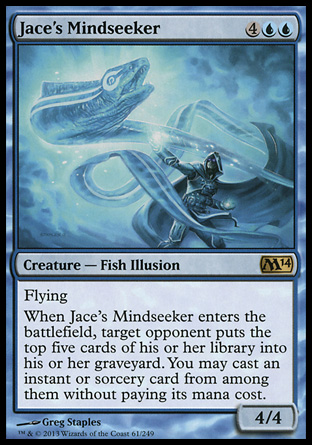 Jace's Mindseeker 4
Creature — Fish Illusion M14
Flying
When Jace's Mindseeker enters the
battlefield, target opponent puts the
top five cards of his or her library into
his or her graveyard. You may cast an
instant or sorcery card from among
them without paying its mana cost.
Greg Staples
4/4
™ & © 2013 Wizards of the Coast 61/249